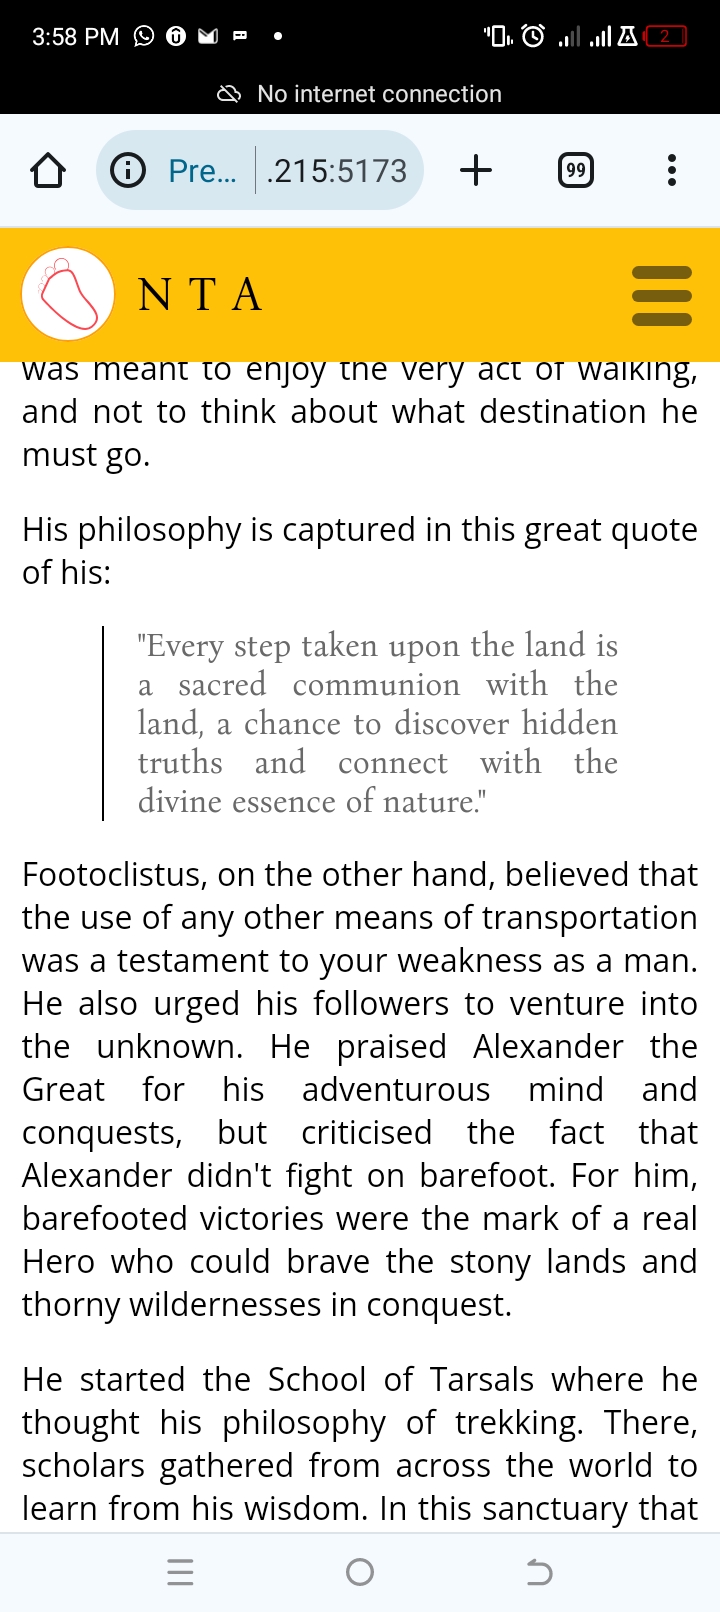 3:58 PM
2
No internet connection
Pre... .215:5173
99
N T A
was meant to enjoy the very act of walking,
and not to think about what destination he
must go.
His philosophy is captured in this great quote
of his:
"Every step taken upon the land is
a sacred communion with the
land, a chance to discover hidden
truths and connect with the
divine essence of nature."
Footoclistus, on the other hand, believed that
the use of any other means of transportation
was a testament to your weakness as a man.
He also urged his followers to venture into
the unknown. He praised Alexander the
Great for his adventurous mind and
conquests, but criticised the fact that
Alexander didn't fight on barefoot. For him,
barefooted victories were the mark of a real
Hero who could brave the stony lands and
thorny wildernesses in conquest.
He started the School of Tarsals where he
thought his philosophy of trekking. There,
scholars gathered from across the world to
learn from his wisdom. In this sanctuary that